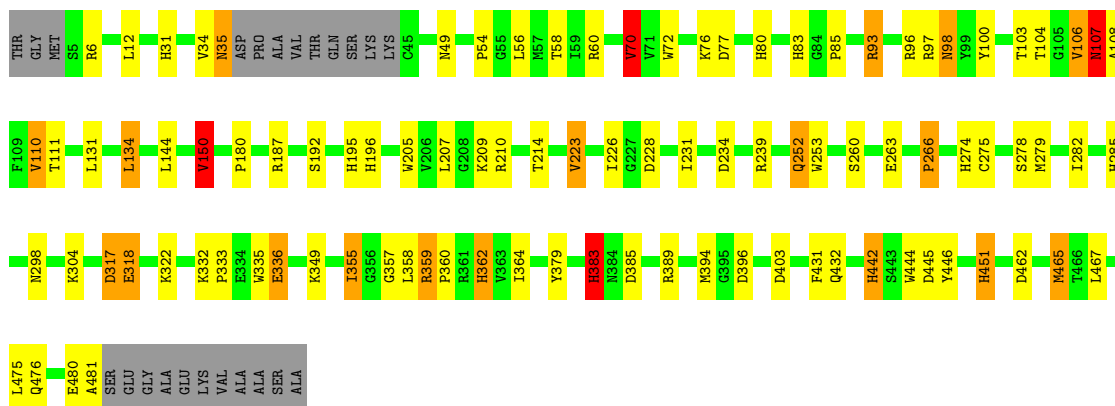 THR GLY MET S5 R6 L12 H31 V34 N35 ASP PRO ALA VAL THR GLN SER LYS LYS C45 N49 P54 G55 L56 M57 T58 I59 R60 V70 V71 W72 K76 D77 H80 H83 G84 P85 R93 R96 R97 N98 Y99 Y100 T103 T104 G105 V106 N107 A108
F109 V110 T111 L131 L134 L144 V150 P180 R187 S192 H195 H196 W205 V206 L207 G208 K209 R210 T214 V223 I226 G227 D228 I231 D234 R239 Q252 W253 S260 E263 P266 H274 C275 S278 M279 I282
N298 K304 D317 E318 K322 K332 P333 E334 W335 E336 K349 I355 G356 G357 L358 R359 P360 R361 H362 V363 I364 Y379 H383 N384 D385 R389 M394 G395 D396 D403 F431 Q432 H442 S443 W444 D445 Y446 H451 D462 M465 T466 L467
L475 Q476 E480 A481 SER GLU GLY ALA GLU LYS VAL ALA ALA SER ALA